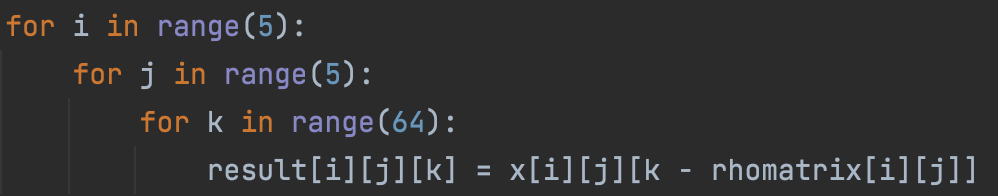 for i in range(5):
    for j in range(5):
        for k in range(64):
            result[i][j][k] = x[i][j][k - rhomatrix[i][j]]